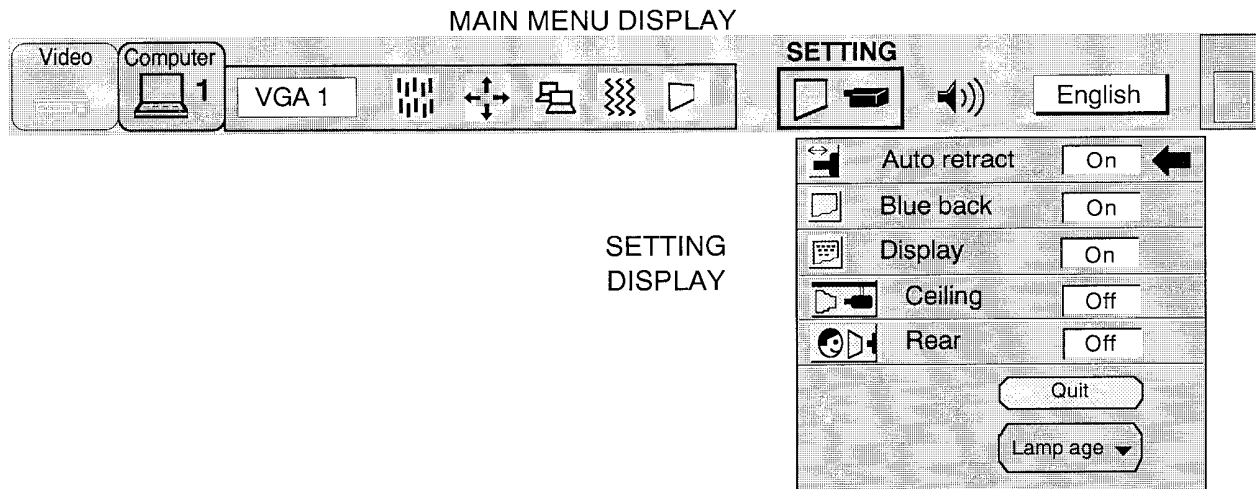 MAIN MENU DISPLAY
Video
Computer
1
VGA 1
SETTING
English
Auto retract On
Blue back On
SETTING
DISPLAY
Display On
Ceiling Off
Rear Off
Quit
Lamp age